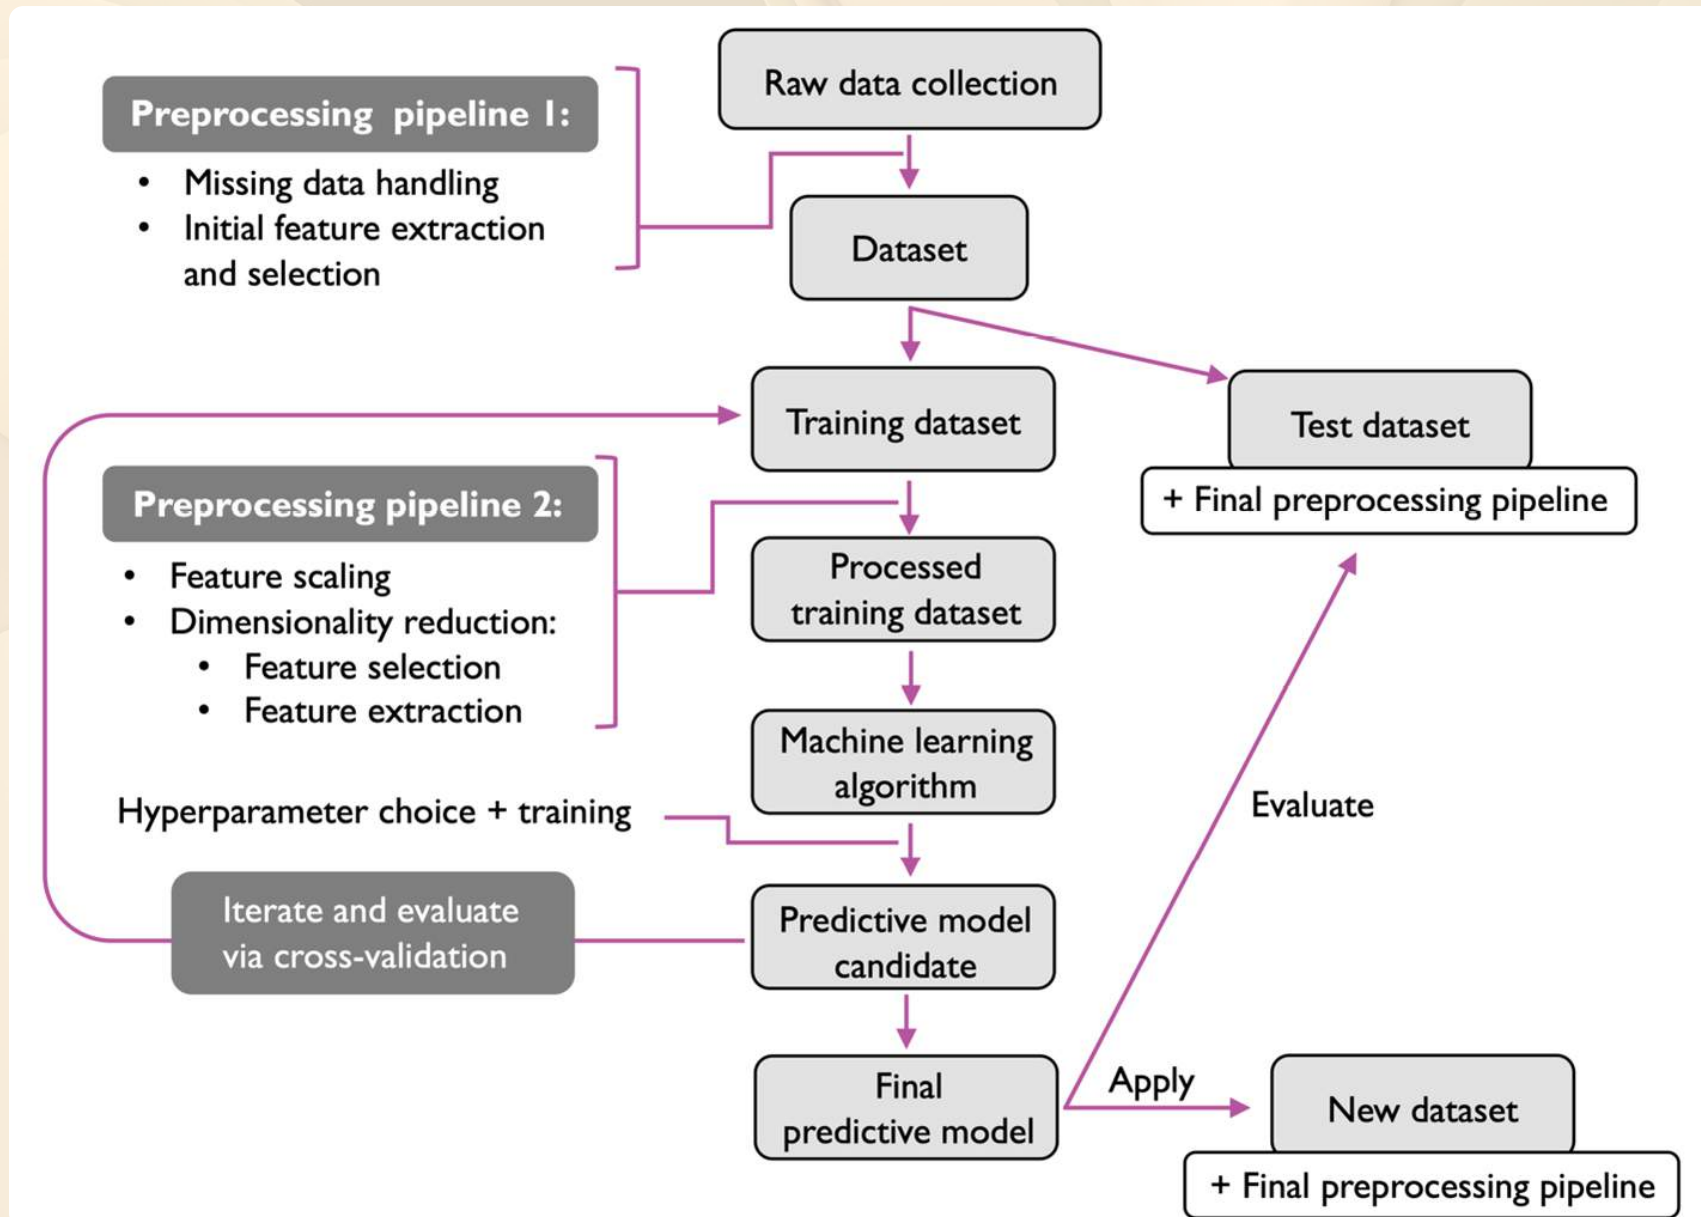 Raw data collection
Preprocessing pipeline 1:
• Missing data handling
• Initial feature extraction
and selection
Dataset
Training dataset
Test dataset
+ Final preprocessing pipeline
Preprocessing pipeline 2:
• Feature scaling
• Dimensionality reduction:
• Feature selection
• Feature extraction
Processed
training dataset
Machine learning
algorithm
Hyperparameter choice + training
Evaluate
Iterate and evaluate
via cross-validation
Predictive model
candidate
Final
predictive model
Apply
New dataset
+ Final preprocessing pipeline